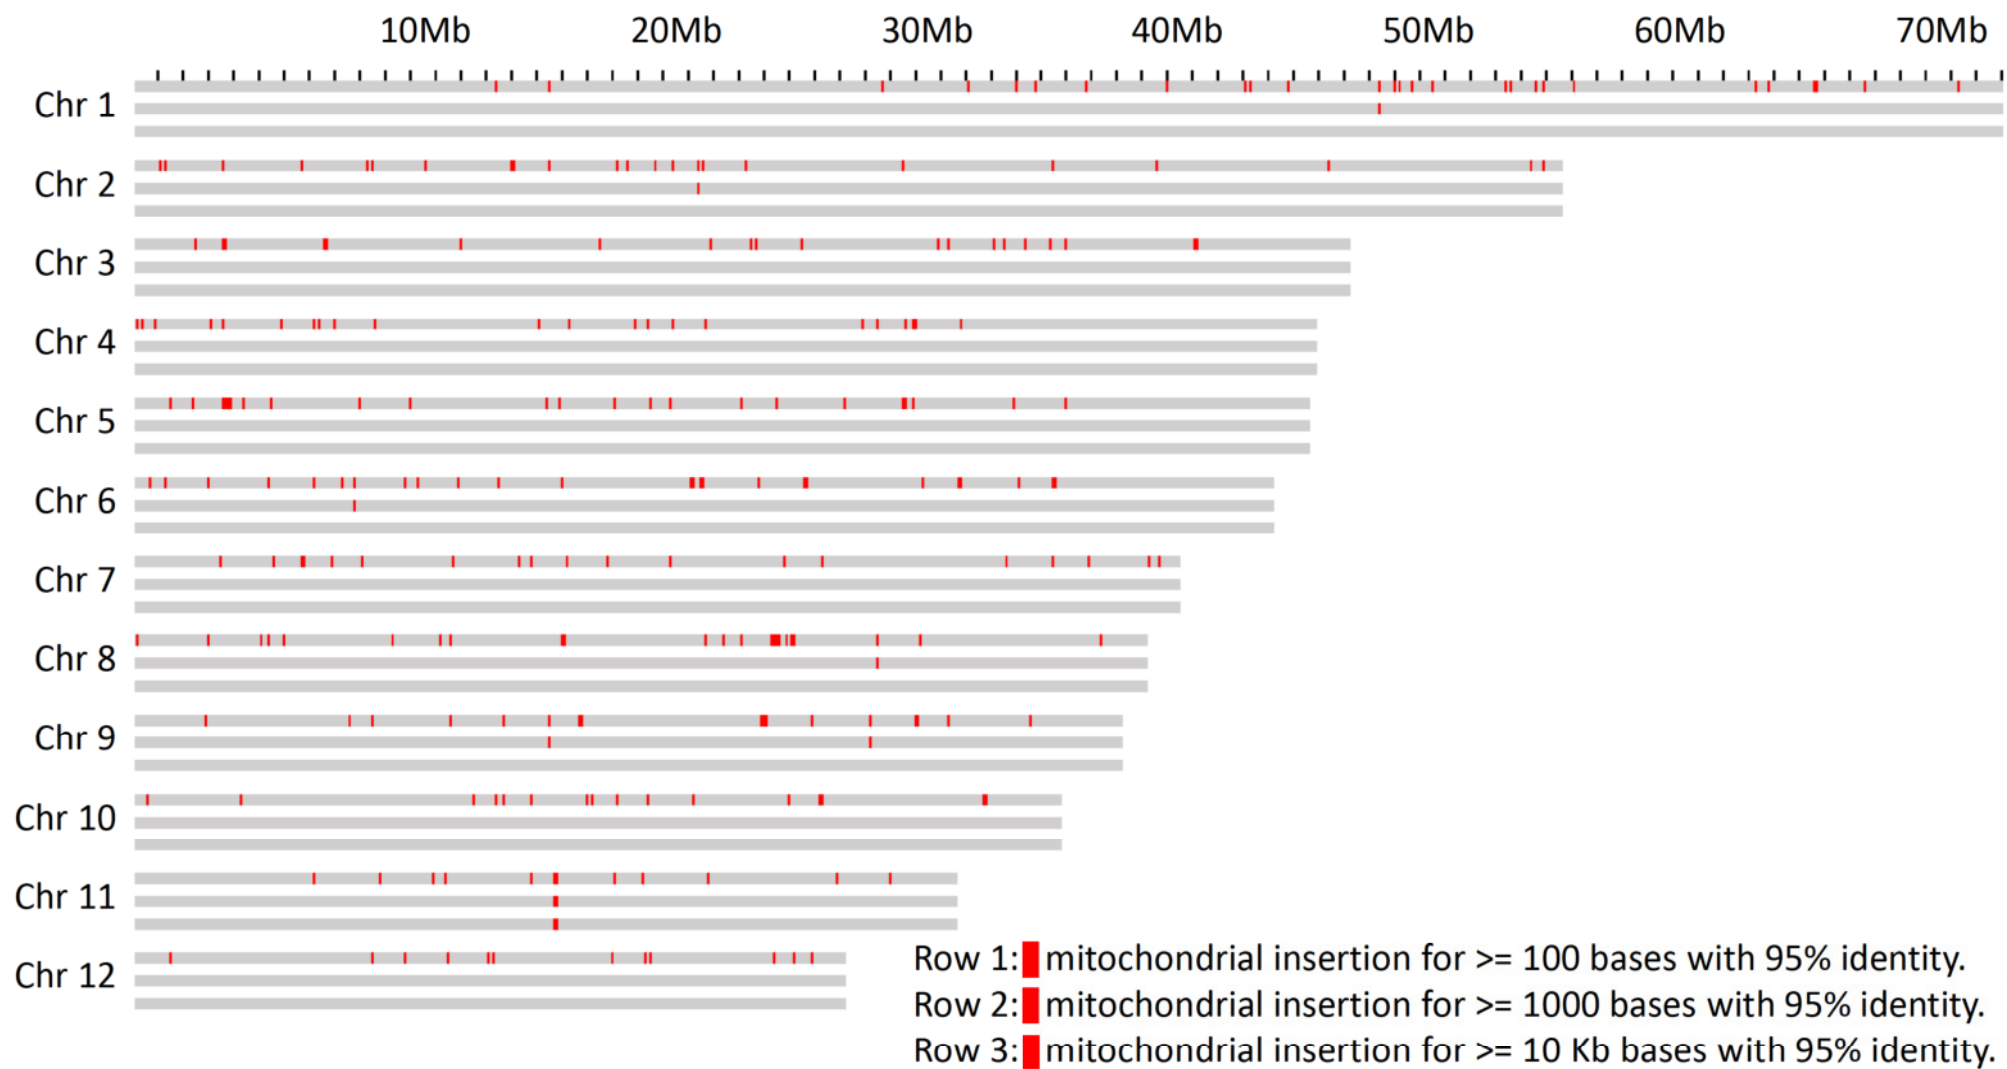 10Mb 20Mb 30Mb 40Mb 50Mb 60Mb 70Mb
Chr 1
Chr 2
Chr 3
Chr 4
Chr 5
Chr 6
Chr 7
Chr 8
Chr 9
Chr 10
Chr 11
Chr 12
Row 1: mitochondrial insertion for >= 100 bases with 95% identity.
Row 2: mitochondrial insertion for >= 1000 bases with 95% identity.
Row 3: mitochondrial insertion for >= 10 Kb bases with 95% identity.